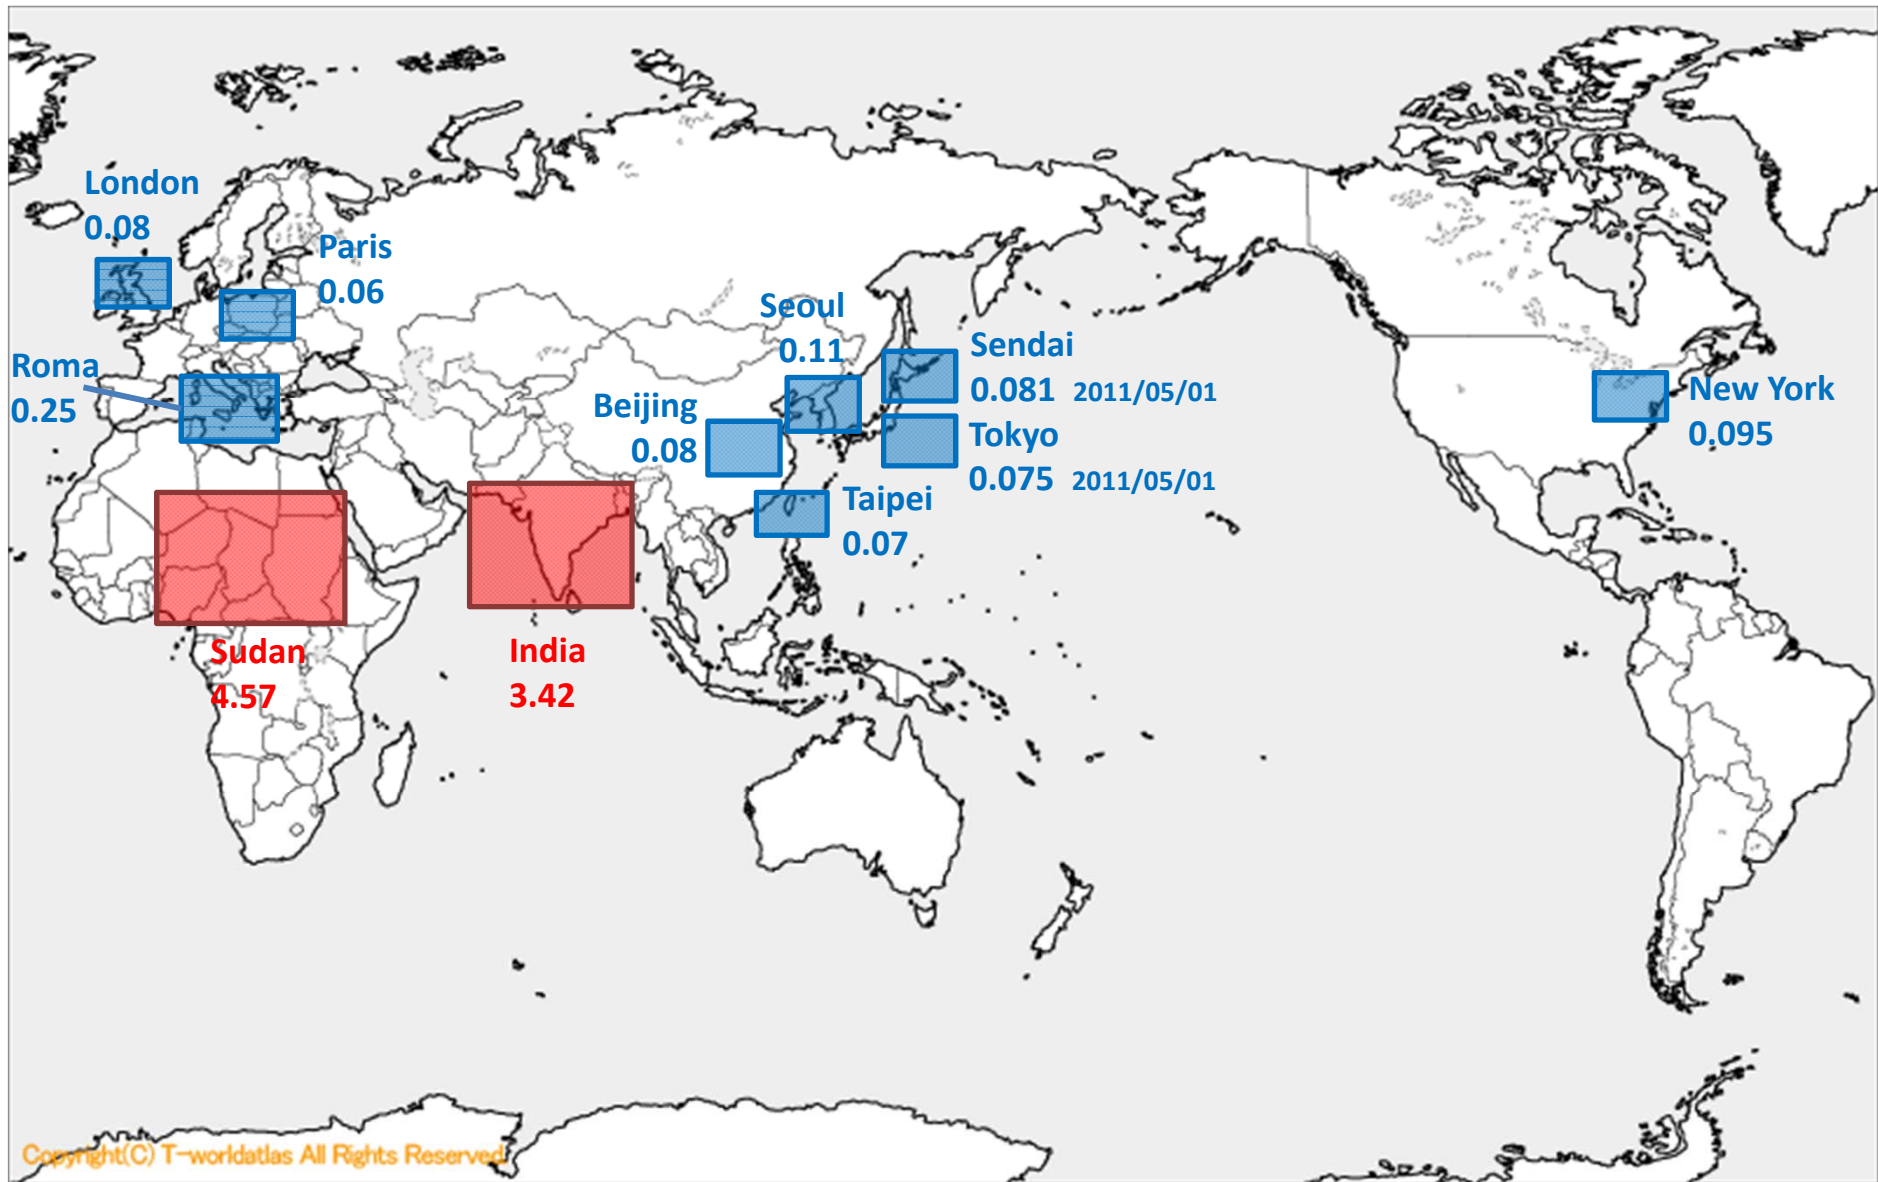 London
0.08
Paris
0.06
Roma
0.25
Seoul
0.11
Sendai
0.081 2011/05/01
Beijing
0.08
Tokyo
0.075 2011/05/01
New York
0.095
Taipei
0.07
Sudan
4.57
India
3.42
Copyright(C) T-worldatlas All Rights Reserved